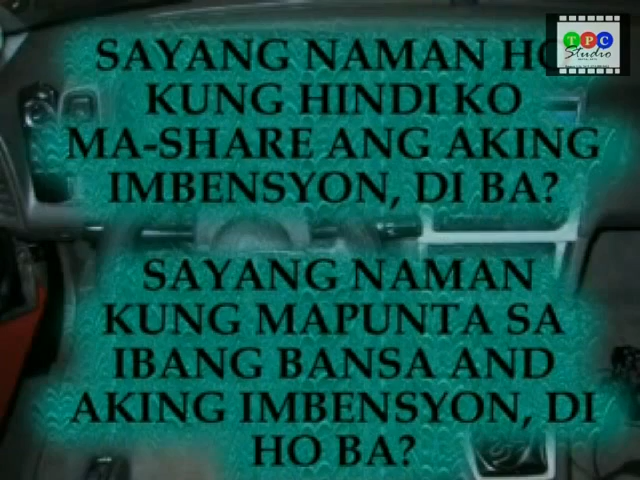 SAYANG NAMAN HO
KUNG HINDI KO
MA-SHARE ANG AKING
IMBENSYON, DI BA?
SAYANG NAMAN
KUNG MAPUNTA SA
IBANG BANSA AND
AKING IMBENSYON, DI
HO BA?
TPC
Studio